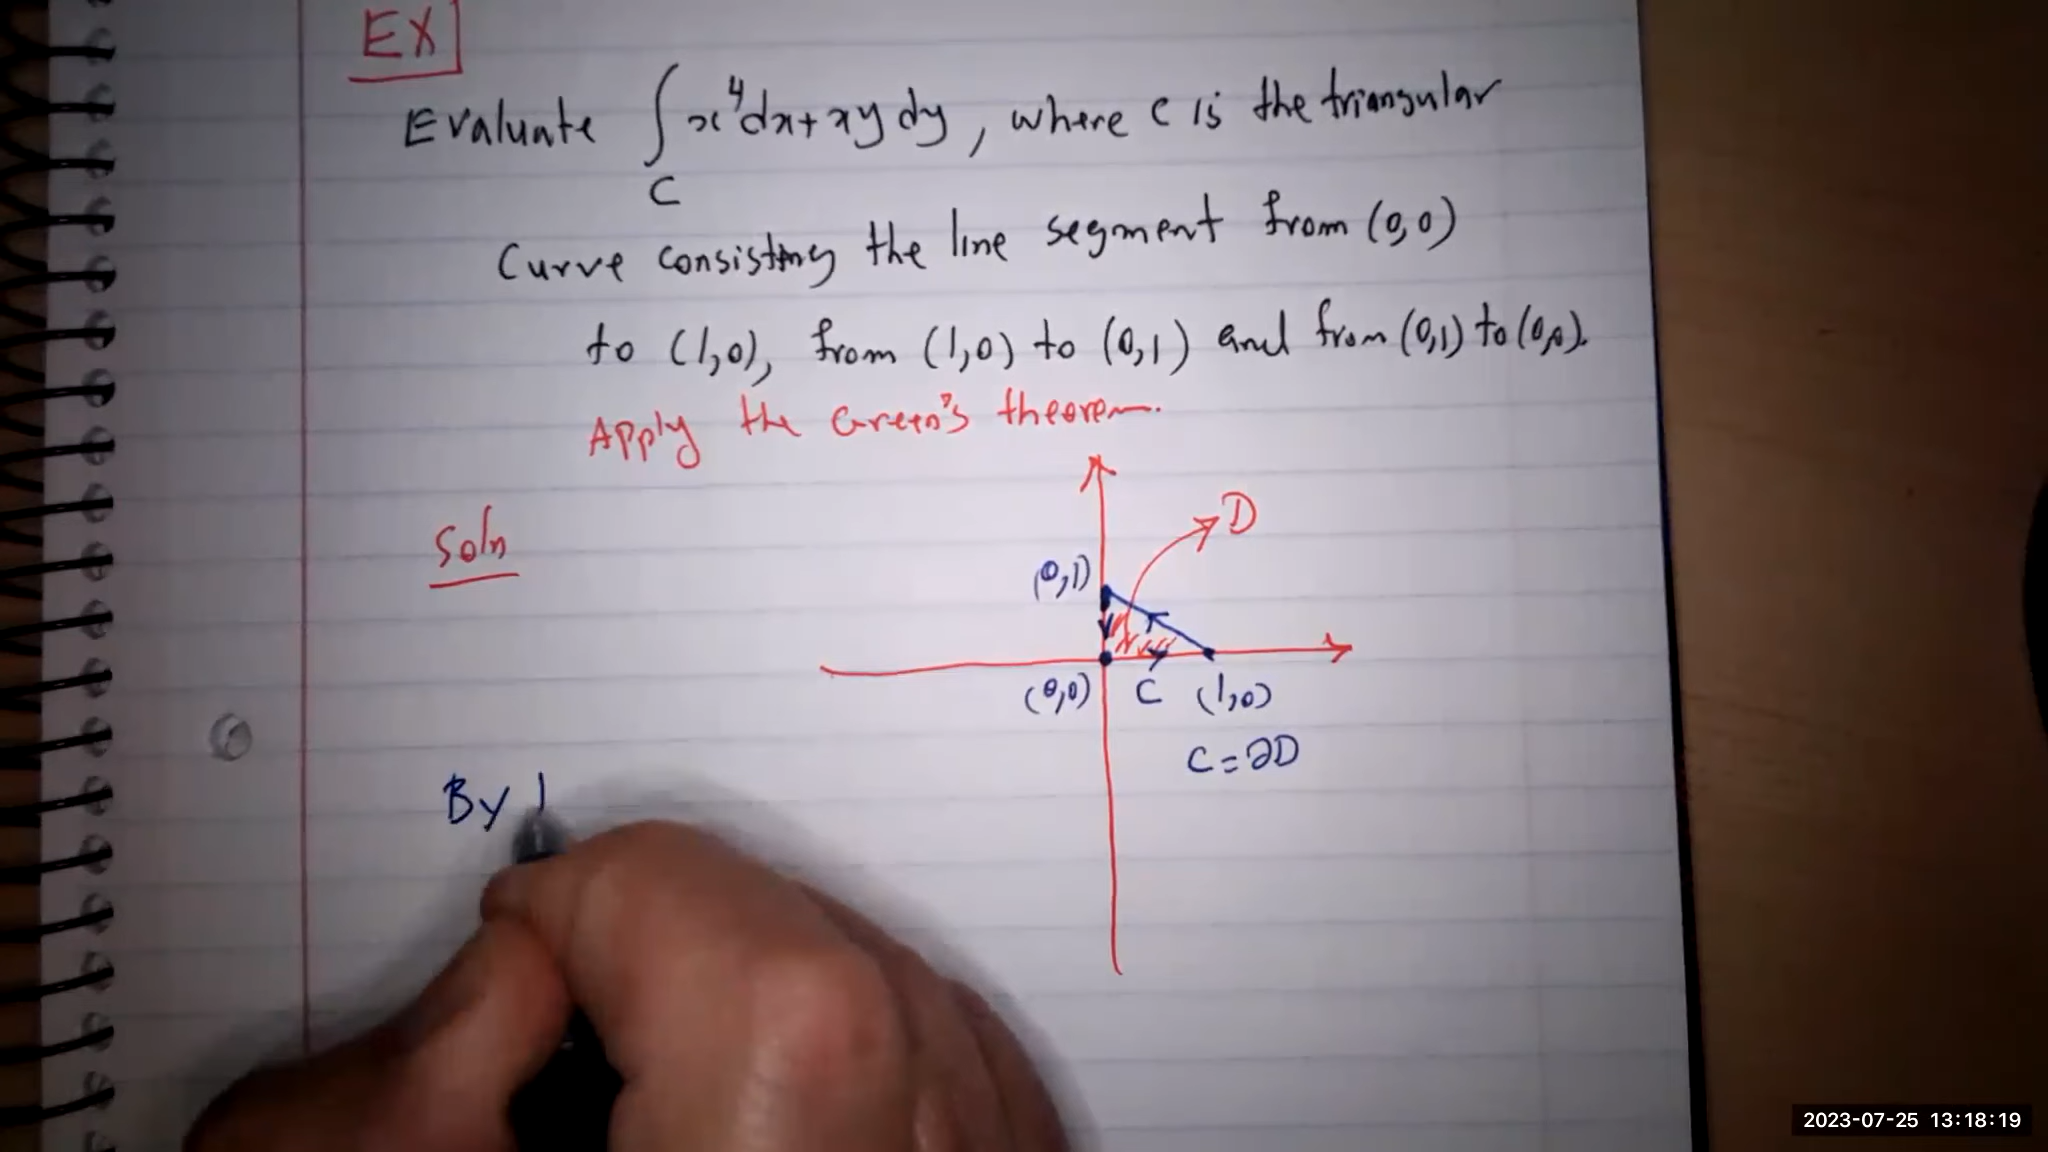 EX
Evaluate ∫_C x⁴dx + xy dy, where C is the triangular
Curve consisting the line segment from (0,0)
to (1,0), from (1,0) to (0,1) and from (0,1) to (0,0).
Apply the Green's theorem.
Soln
D
(0,1)
(0,0) C (1,0)
C = ∂D
By
2023-07-25 13:18:19